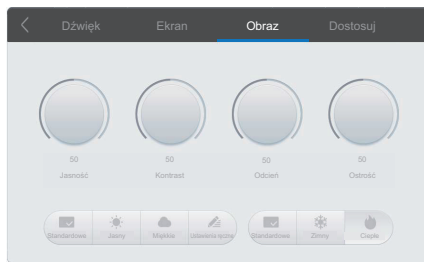 Dźwięk Ekran Obraz Dostosuj
50 50 50 50
Jasność Kontrast Odcień Ostrość
Standardowe Jasny Miękkie Ustawienia ręczne Standardowe Zimny Ciepłe